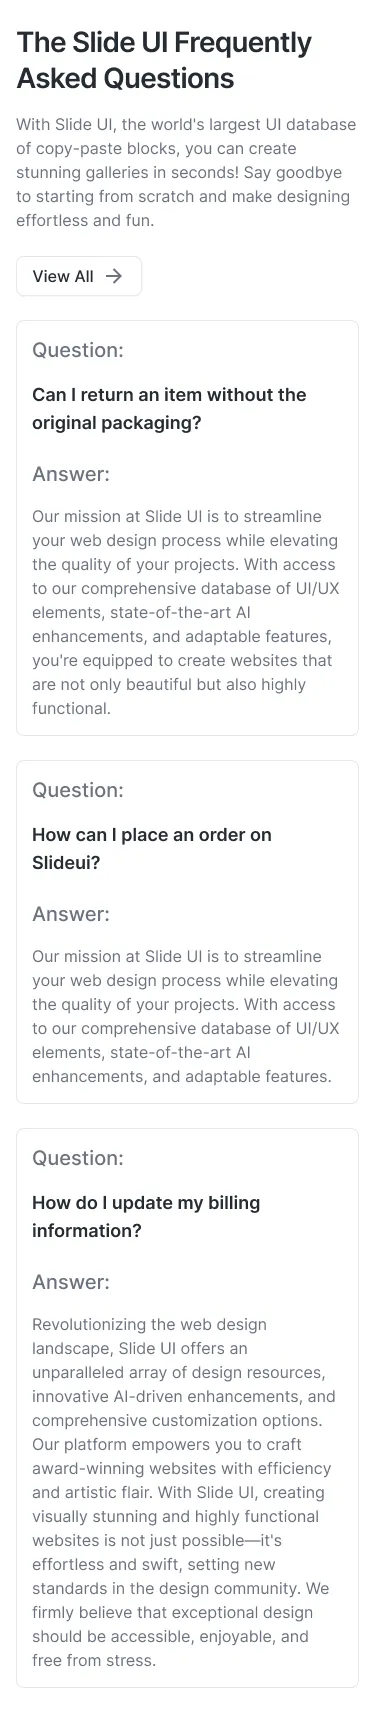 The Slide UI Frequently
Asked Questions
With Slide UI, the world's largest UI database
of copy-paste blocks, you can create
stunning galleries in seconds! Say goodbye
to starting from scratch and make designing
effortless and fun.
View All
Question:
Can I return an item without the
original packaging?
Answer:
Our mission at Slide UI is to streamline
your web design process while elevating
the quality of your projects. With access
to our comprehensive database of UI/UX
elements, state-of-the-art AI
enhancements, and adaptable features,
you're equipped to create websites that
are not only beautiful but also highly
functional.
Question:
How can I place an order on
Slideui?
Answer:
Our mission at Slide UI is to streamline
your web design process while elevating
the quality of your projects. With access
to our comprehensive database of UI/UX
elements, state-of-the-art AI
enhancements, and adaptable features.
Question:
How do I update my billing
information?
Answer:
Revolutionizing the web design
landscape, Slide UI offers an
unparalleled array of design resources,
innovative AI-driven enhancements, and
comprehensive customization options.
Our platform empowers you to craft
award-winning websites with efficiency
and artistic flair. With Slide UI, creating
visually stunning and highly functional
websites is not just possible—it's
effortless and swift, setting new
standards in the design community. We
firmly believe that exceptional design
should be accessible, enjoyable, and
free from stress.